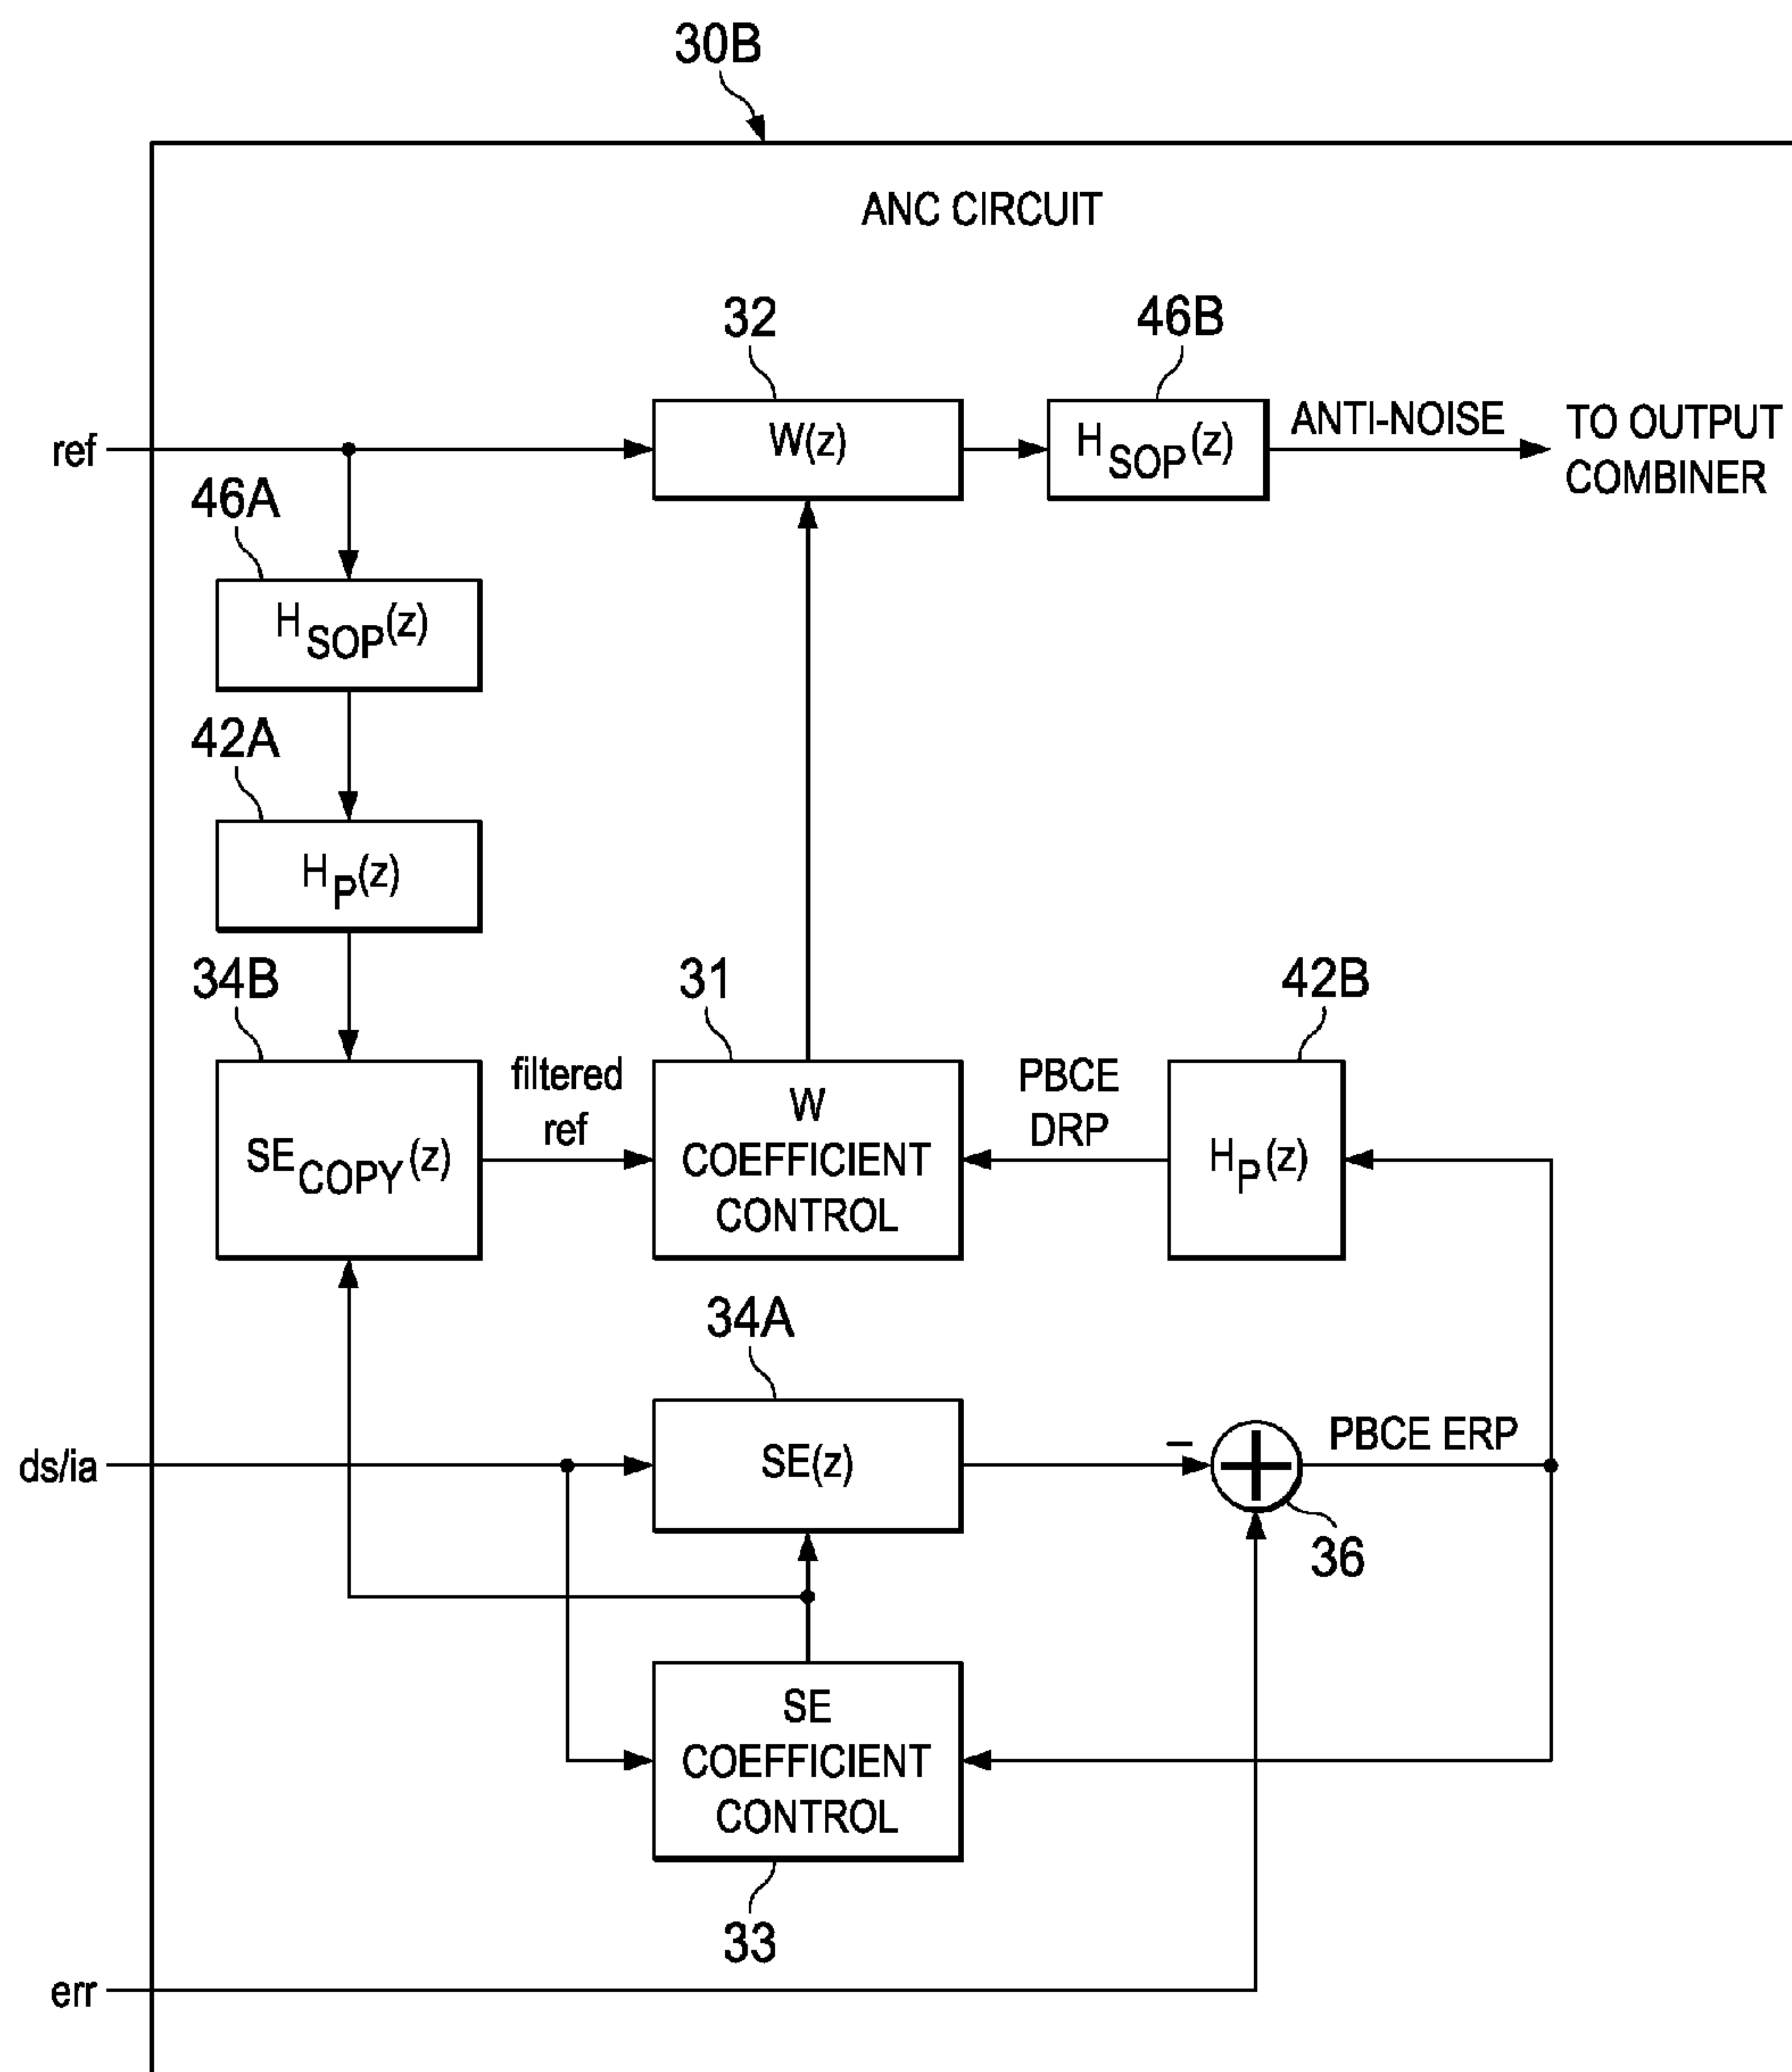 30B
ANC CIRCUIT
32
46B
ref
W(z)
HSOP(z)
ANTI-NOISE
TO OUTPUT
COMBINER
46A
HSOP(z)
42A
HP(z)
34B
31
42B
filtered
ref
PBCE
DRP
SECOPY(z)
W
COEFFICIENT
CONTROL
HP(z)
34A
ds/ia
SE(z)
–
PBCE ERP
36
SE
COEFFICIENT
CONTROL
33
err